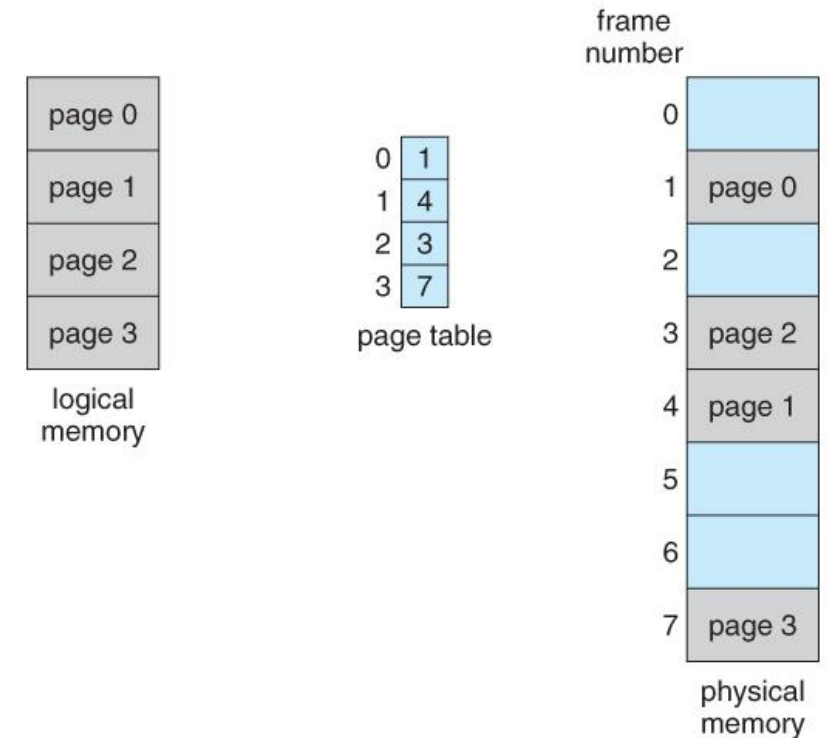 page 0
page 1
page 2
page 3
logical
memory
0 1
1 4
2 3
3 7
page table
frame
number
0
1 page 0
2
3 page 2
4 page 1
5
6
7 page 3
physical
memory